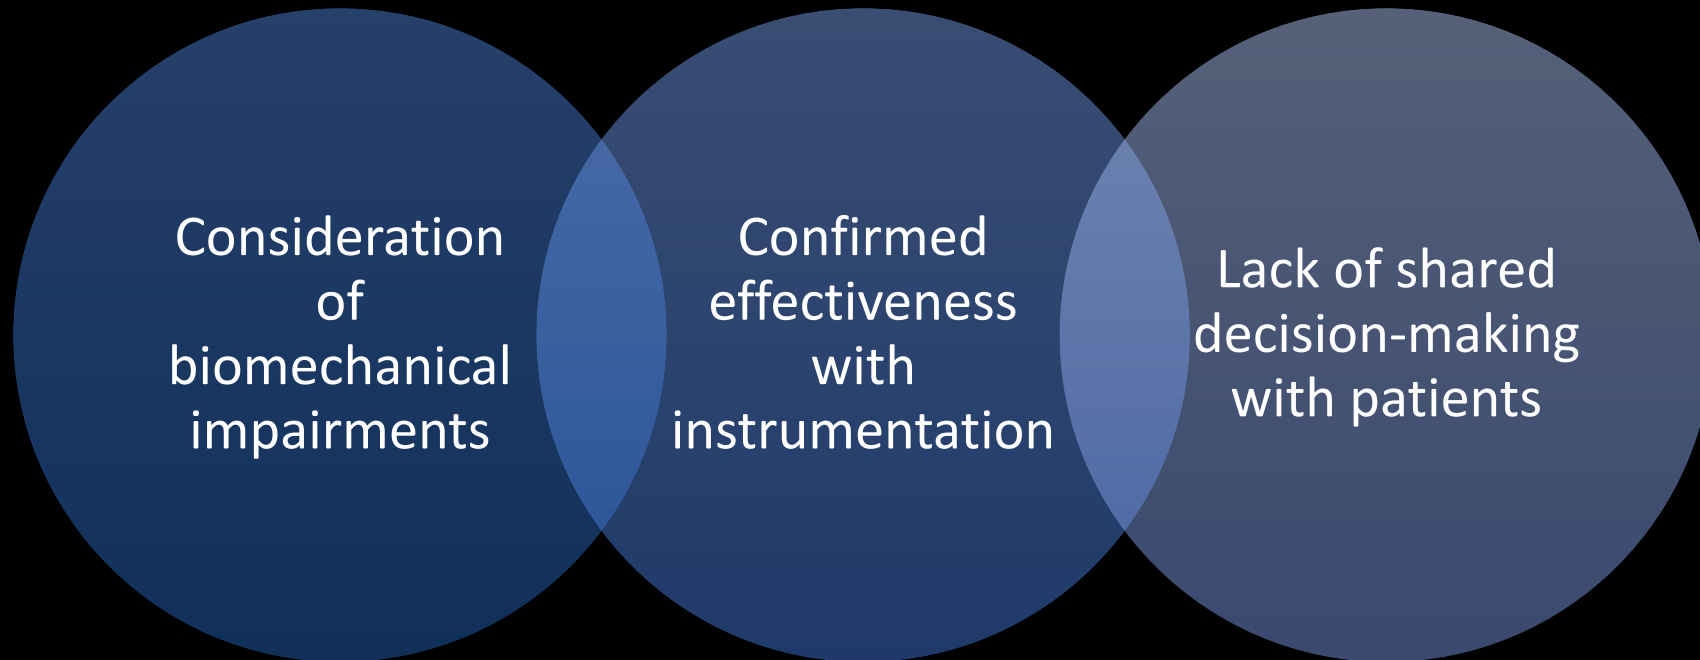 Consideration
of
biomechanical
impairments
Confirmed
effectiveness
with
instrumentation
Lack of shared
decision-making
with patients